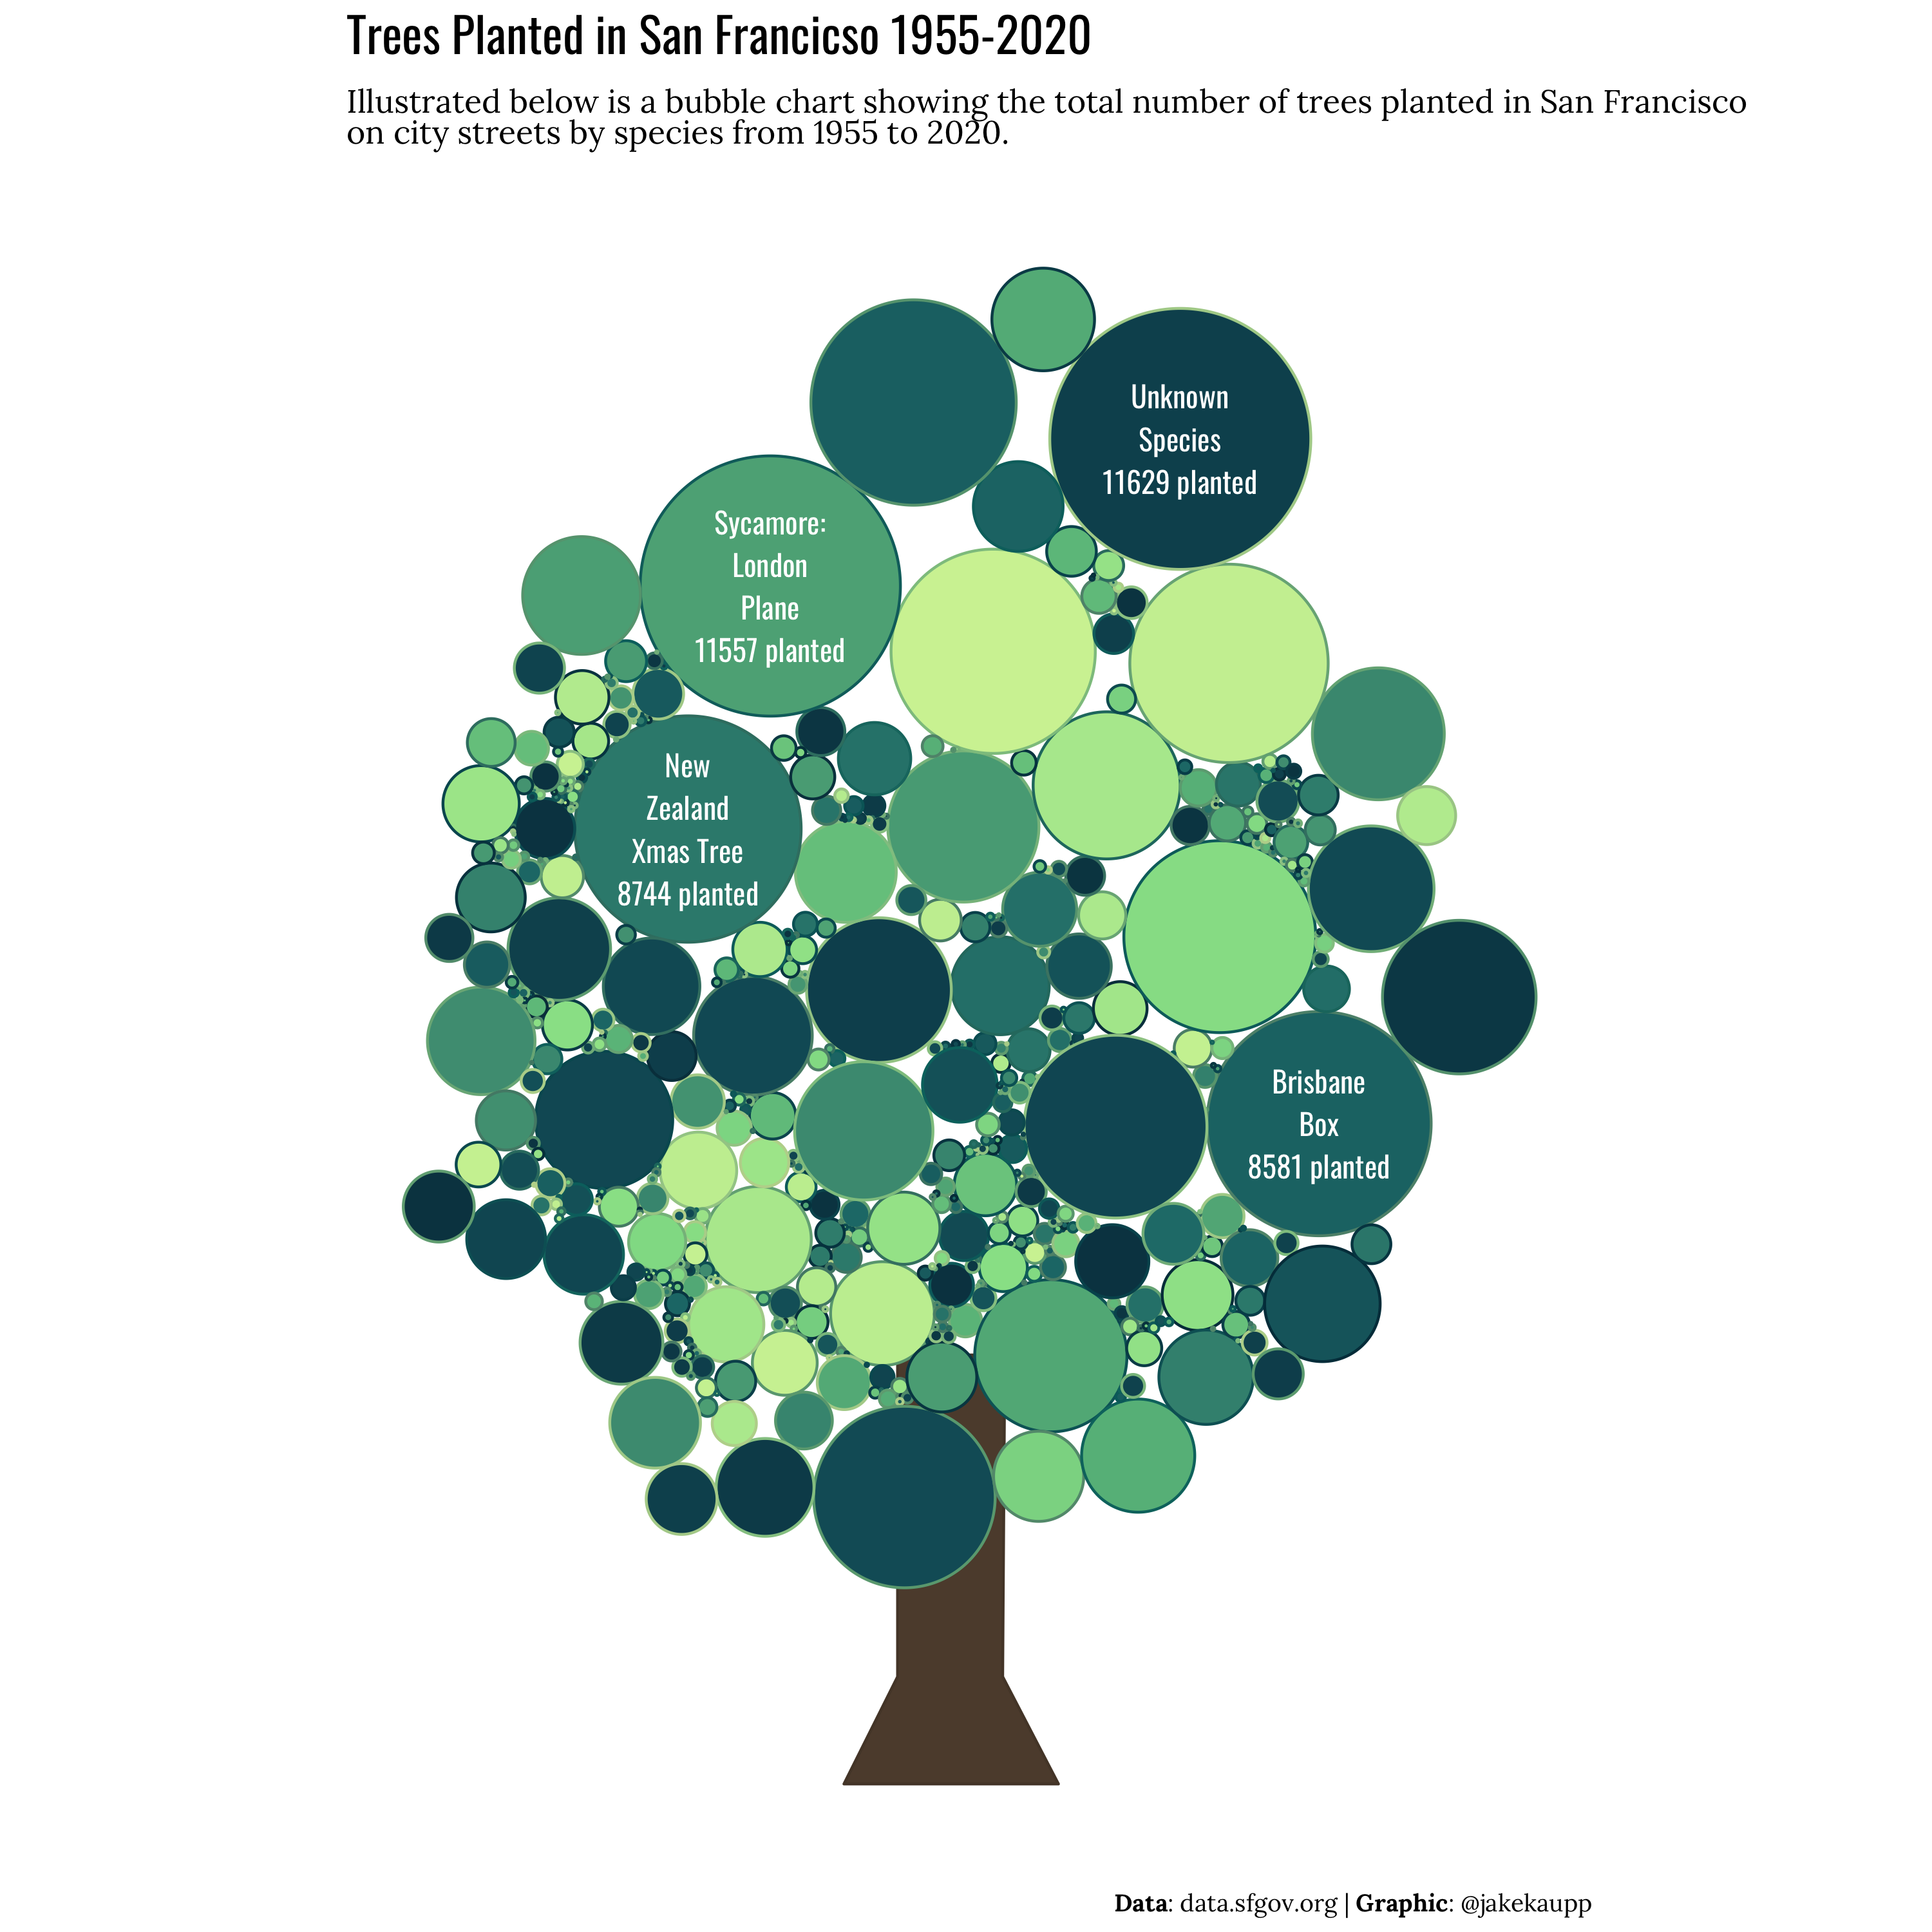 Trees Planted in San Francicso 1955-2020
Illustrated below is a bubble chart showing the total number of trees planted in San Francisco
on city streets by species from 1955 to 2020.
Unknown
Species
11629 planted
Sycamore:
London
Plane
11557 planted
New
Zealand
Xmas Tree
8744 planted
Brisbane
Box
8581 planted
Data: data.sfgov.org | Graphic: @jakekaupp